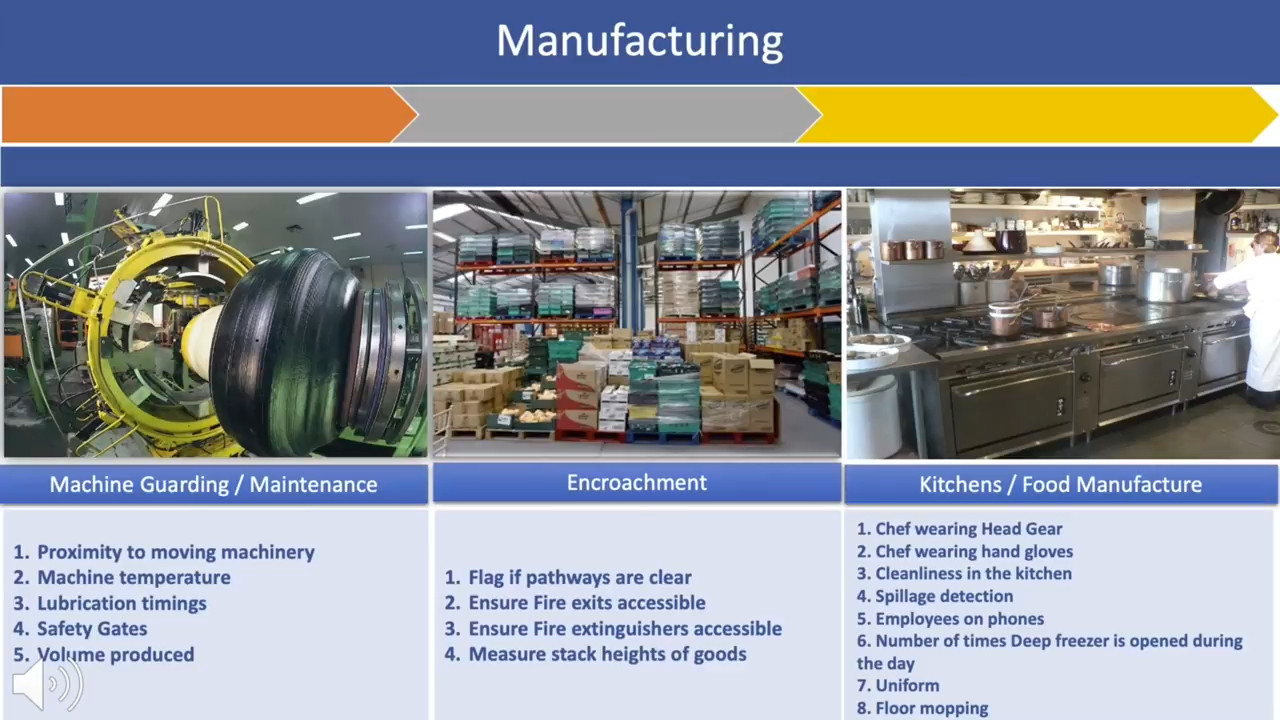 Manufacturing
Machine Guarding / Maintenance
1. Proximity to moving machinery
2. Machine temperature
3. Lubrication timings
4. Safety Gates
5. Volume produced
Encroachment
1. Flag if pathways are clear
2. Ensure Fire exits accessible
3. Ensure Fire extinguishers accessible
4. Measure stack heights of goods
Kitchens / Food Manufacture
1. Chef wearing Head Gear
2. Chef wearing hand gloves
3. Cleanliness in the kitchen
4. Spillage detection
5. Employees on phones
6. Number of times Deep freezer is opened during
the day
7. Uniform
8. Floor mopping